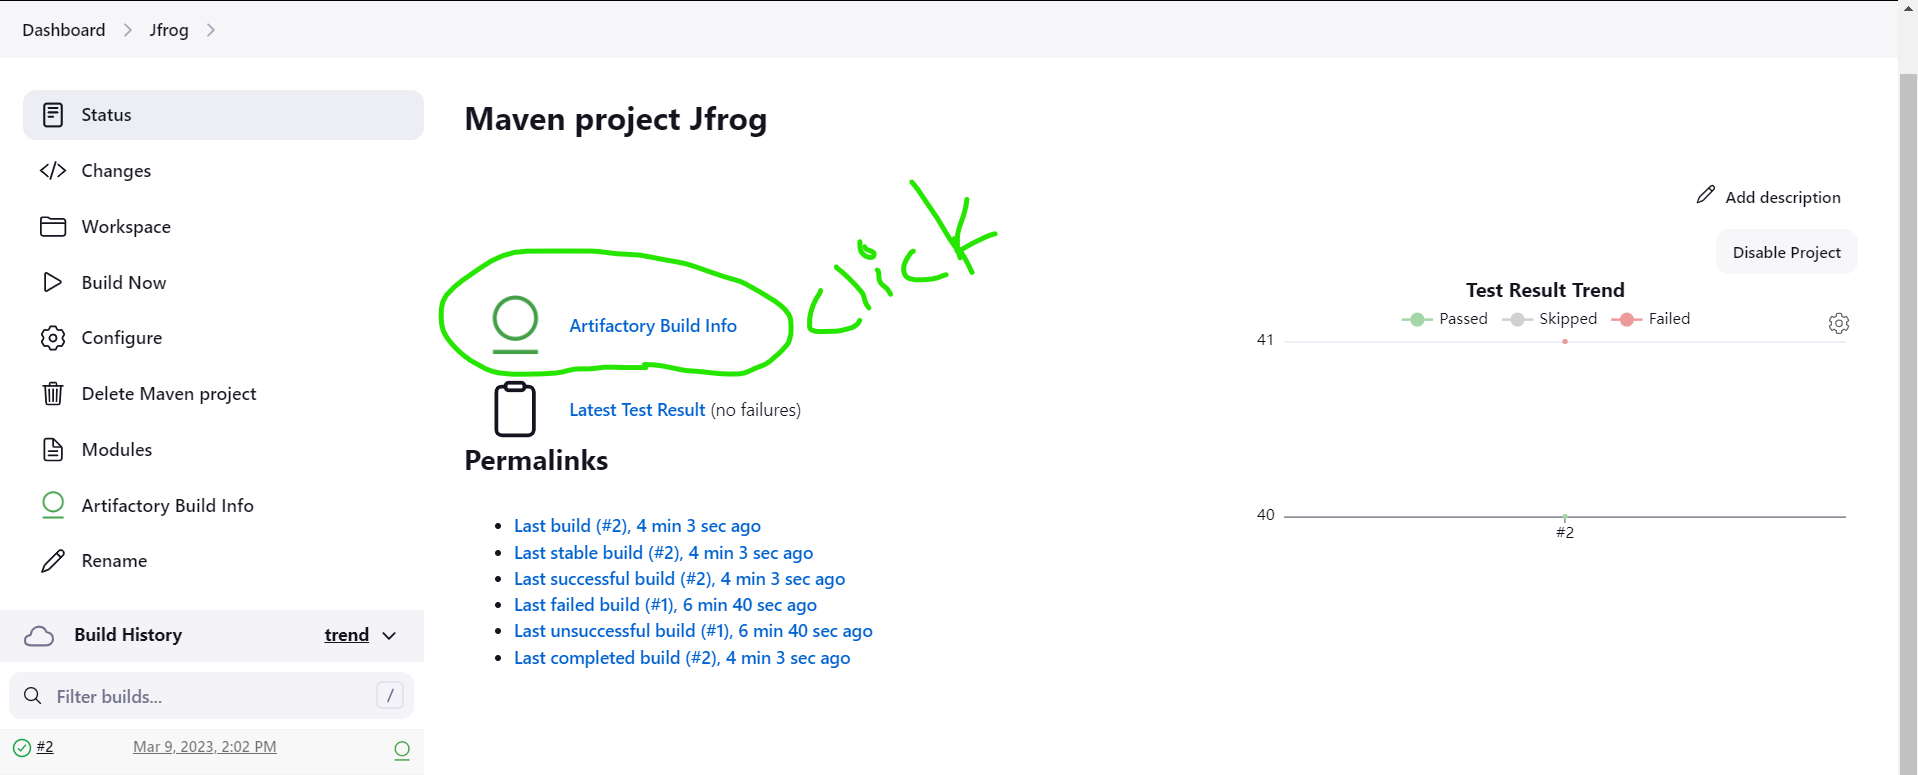 Dashboard > Jfrog >
Status
Changes
Workspace
Build Now
Configure
Delete Maven project
Modules
Artifactory Build Info
Rename
Build History trend
Filter builds... /
#2 Mar 9, 2023, 2:02 PM
Maven project Jfrog
click
Artifactory Build Info
Latest Test Result (no failures)
Permalinks
Last build (#2), 4 min 3 sec ago
Last stable build (#2), 4 min 3 sec ago
Last successful build (#2), 4 min 3 sec ago
Last failed build (#1), 6 min 40 sec ago
Last unsuccessful build (#1), 6 min 40 sec ago
Last completed build (#2), 4 min 3 sec ago
Add description
Disable Project
Test Result Trend
Passed Skipped Failed
41
40
#2